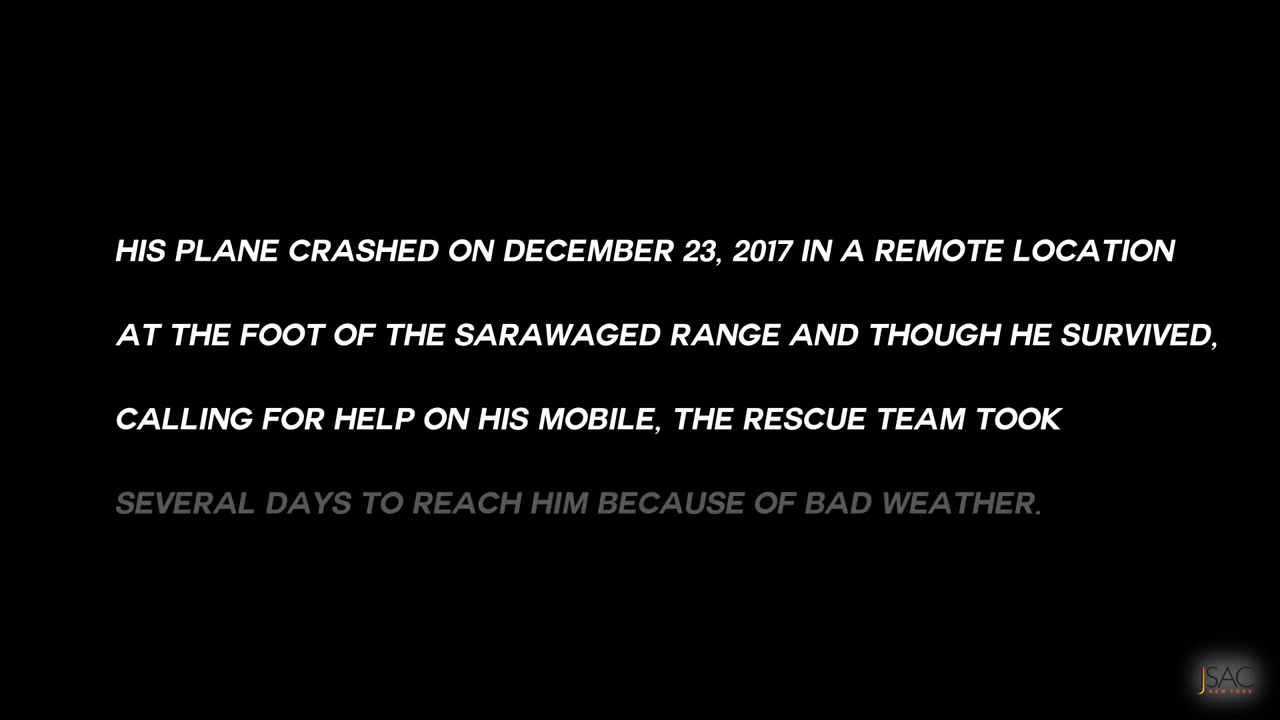 HIS PLANE CRASHED ON DECEMBER 23, 2017 IN A REMOTE LOCATION
AT THE FOOT OF THE SARAWAGED RANGE AND THOUGH HE SURVIVED,
CALLING FOR HELP ON HIS MOBILE, THE RESCUE TEAM TOOK
SEVERAL DAYS TO REACH HIM BECAUSE OF BAD WEATHER.
JSAC
NEW YORK